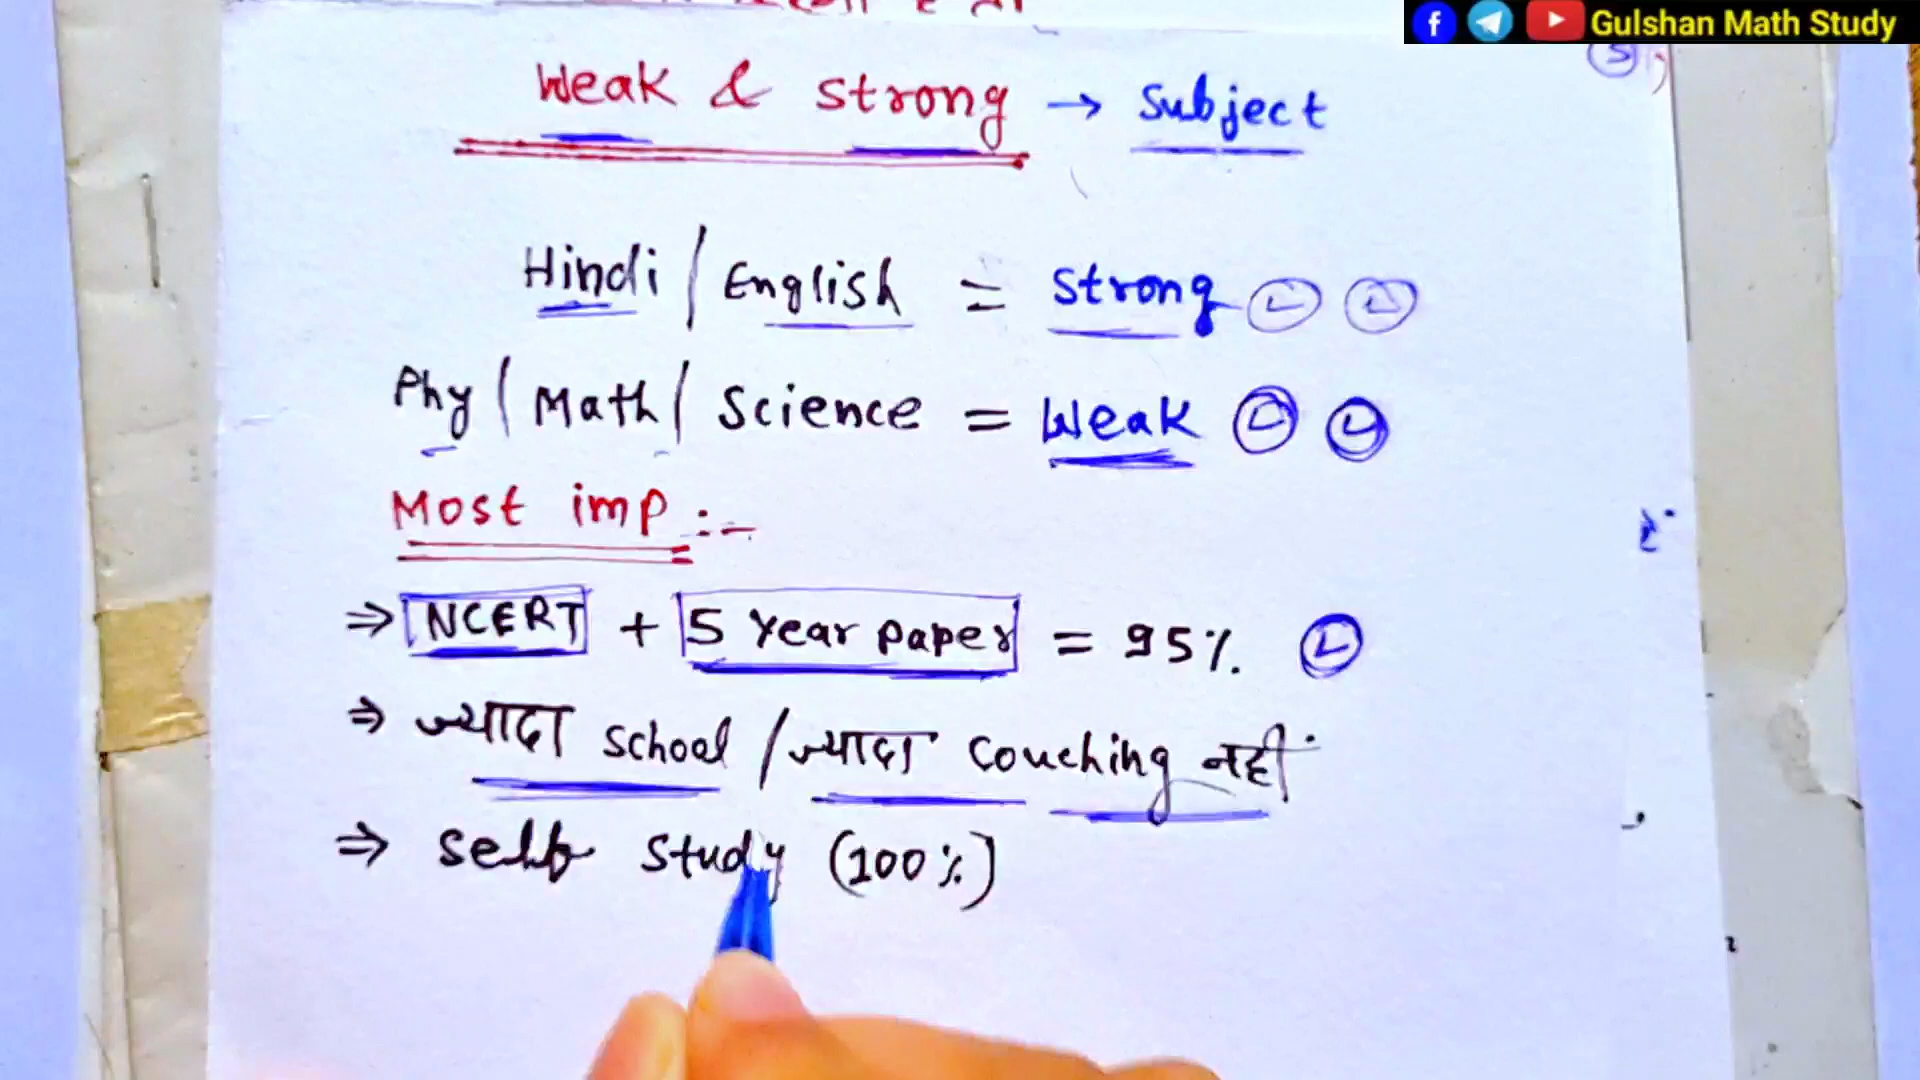 Gulshan Math Study
Weak & Strong → Subject
Hindi / English = Strong
Phy / Math / Science = Weak
Most imp :-
⇒ NCERT + 5 Year paper = 95%
⇒ ज्यादा School / ज्यादा Couching नहीं
⇒ Self Study (100%)